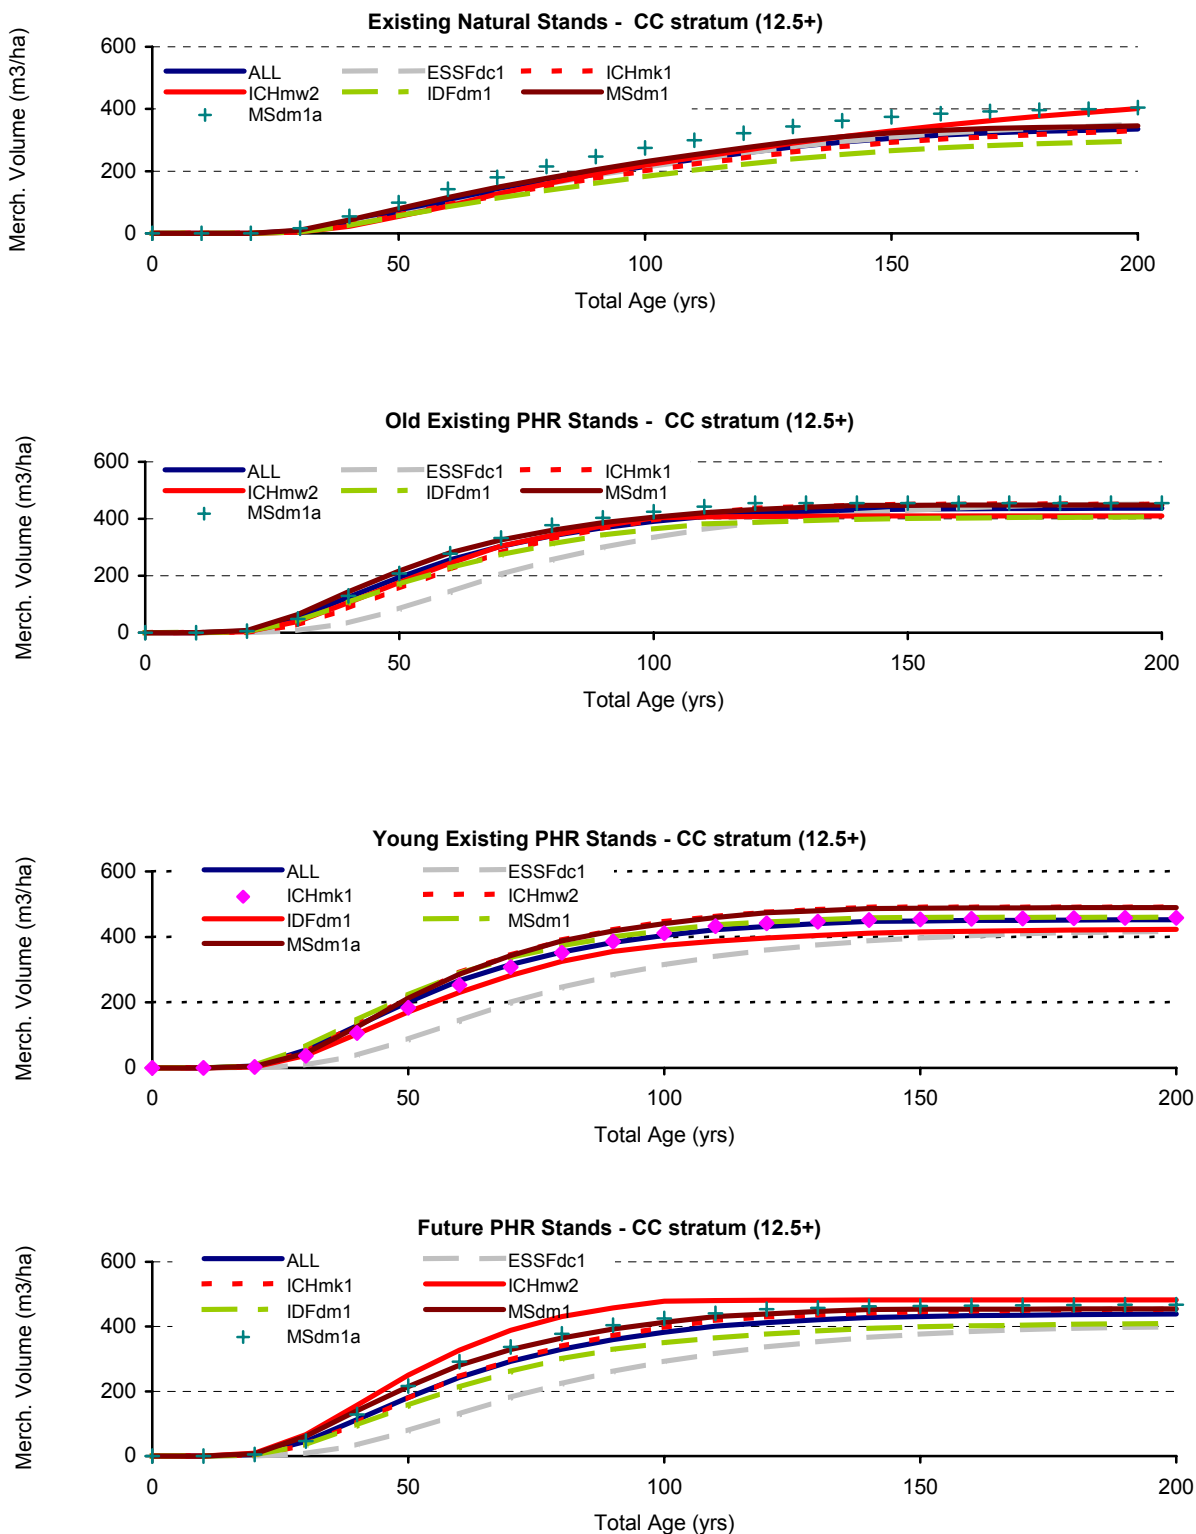 Existing Natural Stands - CC stratum (12.5+)
600
ALL ESSFdc1 ICHmk1
ICHmw2 IDFdm1 MSdm1
MSdm1a
400
200
0
Merch. Volume (m3/ha)
0 50 100 150 200
Total Age (yrs)
Old Existing PHR Stands - CC stratum (12.5+)
600
ALL ESSFdc1 ICHmk1
ICHmw2 IDFdm1 MSdm1
MSdm1a
400
200
0
Merch. Volume (m3/ha)
0 50 100 150 200
Total Age (yrs)
Young Existing PHR Stands - CC stratum (12.5+)
600
ALL ESSFdc1
ICHmk1 ICHmw2
IDFdm1 MSdm1
MSdm1a
400
200
0
Merch. Volume (m3/ha)
0 50 100 150 200
Total Age (yrs)
Future PHR Stands - CC stratum (12.5+)
600
ALL ESSFdc1
ICHmk1 ICHmw2
IDFdm1 MSdm1
MSdm1a
400
200
0
Merch. Volume (m3/ha)
0 50 100 150 200
Total Age (yrs)